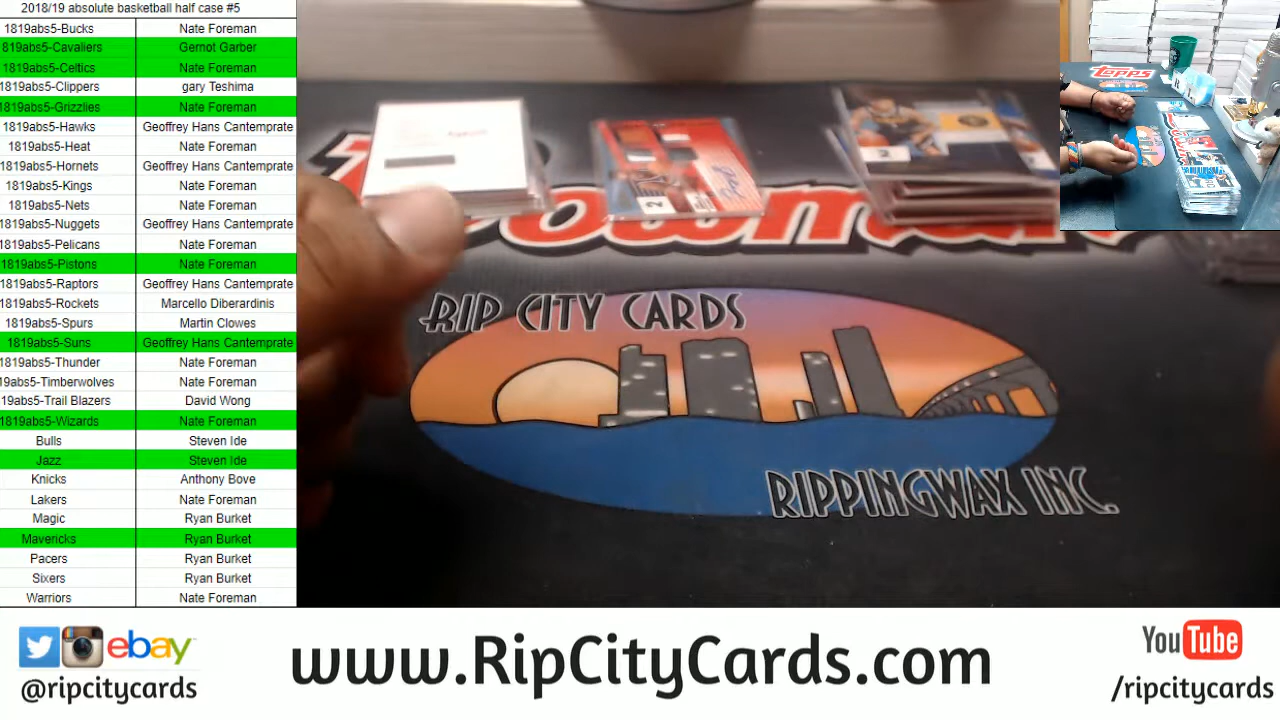 2018/19 absolute basketball half case #5
1819abs5-Bucks Nate Foreman
819abs5-Cavaliers Gernot Garber
1819abs5-Celtics Nate Foreman
1819abs5-Clippers gary Teshima
1819abs5-Grizzlies Nate Foreman
1819abs5-Hawks Geoffrey Hans Cantemprate
1819abs5-Heat Nate Foreman
1819abs5-Hornets Geoffrey Hans Cantemprate
1819abs5-Kings Nate Foreman
1819abs5-Nets Nate Foreman
1819abs5-Nuggets Geoffrey Hans Cantemprate
1819abs5-Pelicans Nate Foreman
1819abs5-Pistons Nate Foreman
1819abs5-Raptors Geoffrey Hans Cantemprate
1819abs5-Rockets Marcello Diberardinis
1819abs5-Spurs Martin Clowes
1819abs5-Suns Geoffrey Hans Cantemprate
1819abs5-Thunder Nate Foreman
19abs5-Timberwolves Nate Foreman
19abs5-Trail Blazers David Wong
1819abs5-Wizards Nate Foreman
Bulls Steven Ide
Jazz Steven Ide
Knicks Anthony Bove
Lakers Nate Foreman
Magic Ryan Burket
Mavericks Ryan Burket
Pacers Ryan Burket
Sixers Ryan Burket
Warriors Nate Foreman
RIP CITY CARDS
RIPPINGWAX INC.
TOPPS
ebay
@ripcitycards
www.RipCityCards.com
YouTube
/ripcitycards